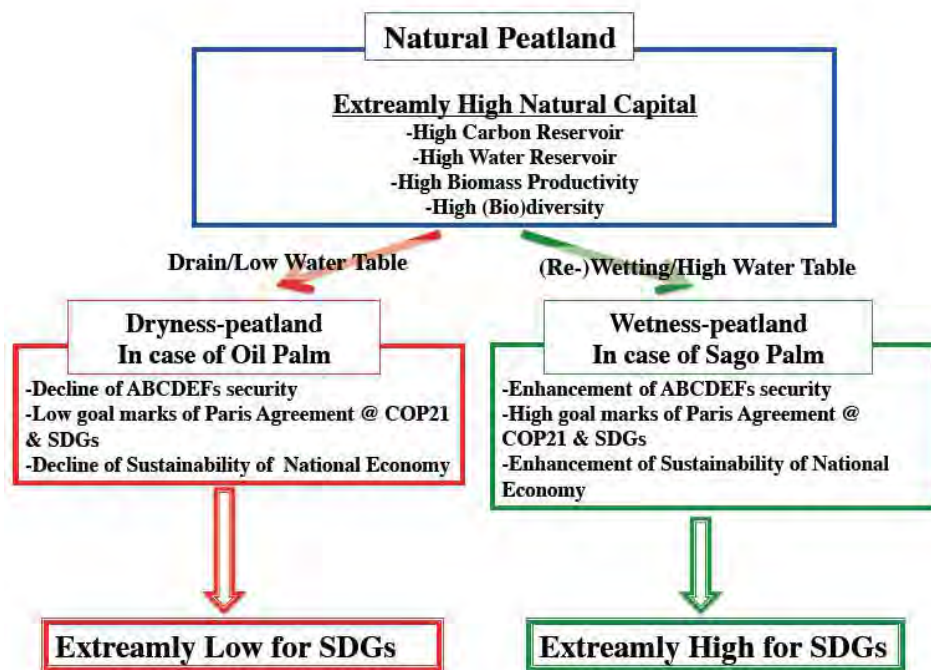 Natural Peatland
Extreamly High Natural Capital
-High Carbon Reservoir
-High Water Reservoir
-High Biomass Productivity
-High (Bio)diversity
Drain/Low Water Table
(Re-)Wetting/High Water Table
Dryness-peatland
In case of Oil Palm
-Decline of ABCDEFs security
-Low goal marks of Paris Agreement @ COP21
& SDGs
-Decline of Sustainability of National Economy
Wetness-peatland
In case of Sago Palm
-Enhancement of ABCDEFs security
-High goal marks of Paris Agreement @
COP21 & SDGs
-Enhancement of Sustainability of National
Economy
Extreamly Low for SDGs
Extreamly High for SDGs